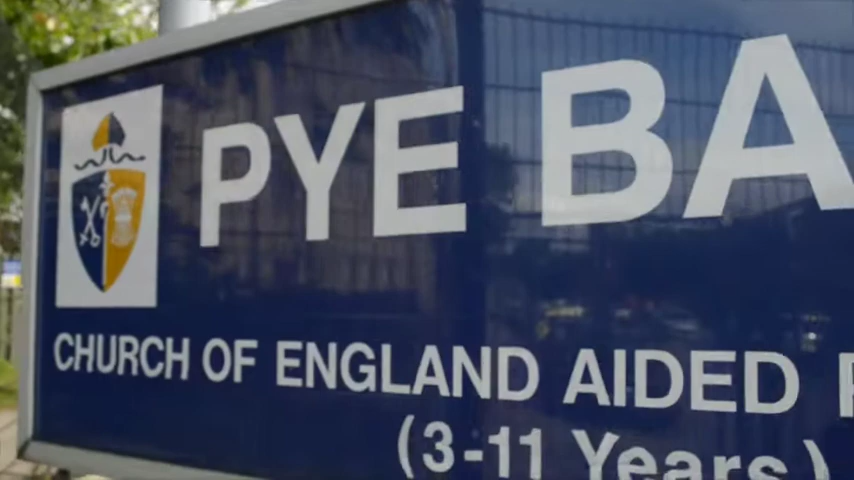 PYE BA
CHURCH OF ENGLAND AIDED P
(3-11 Years)